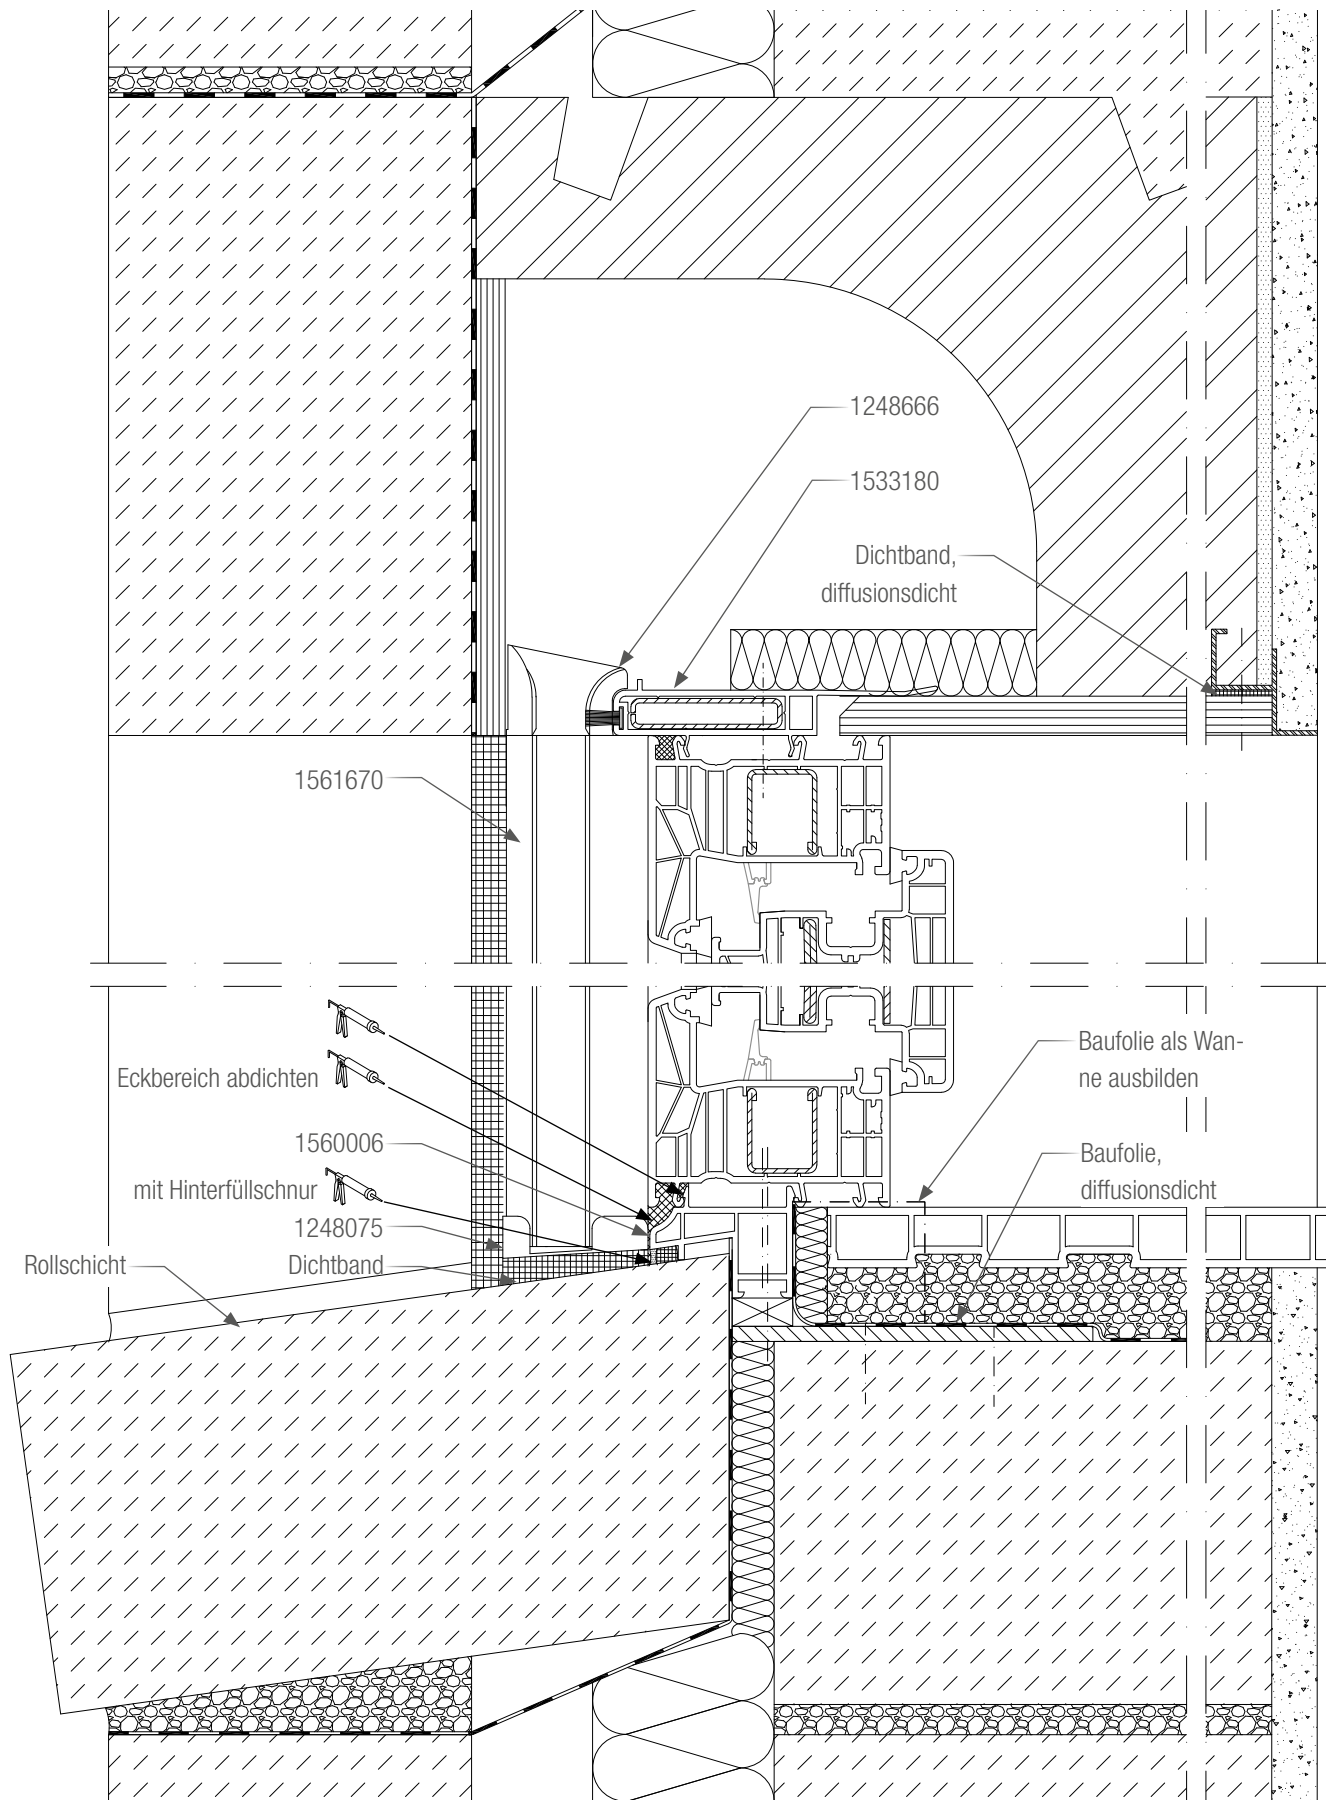 1248666
1533180
Dichtband,
diffusionsdicht
1561670
Eckbereich abdichten
1560006
mit Hinterfüllschnur
1248075
Dichtband
Rollschicht
Baufolie als Wan-
ne ausbilden
Baufolie,
diffusionsdicht